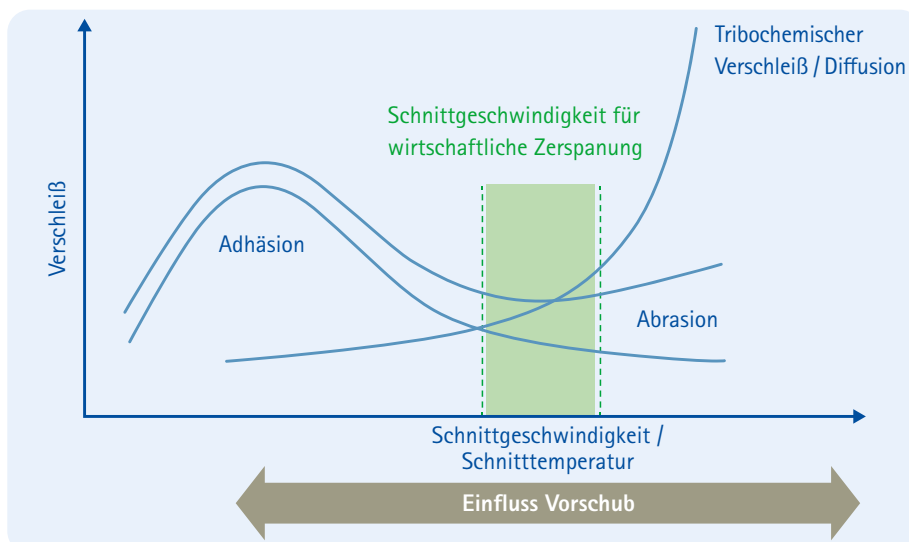 Tribochemischer
Verschleiß / Diffusion
Schnittgeschwindigkeit für
wirtschaftliche Zerspanung
Verschleiß
Adhäsion
Abrasion
Schnittgeschwindigkeit /
Schnitttemperatur
Einfluss Vorschub